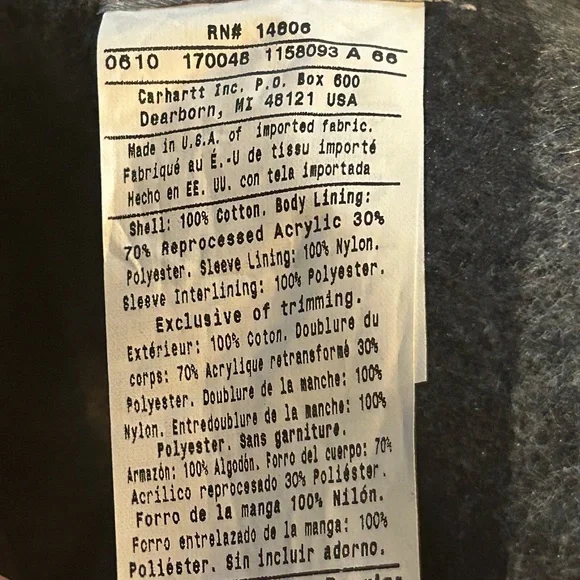 RN# 14806
0610 170048 1158093 A 66
Carhartt Inc. P.O. Box 600
Dearborn, MI 48121 USA
Made in U.S.A. of imported fabric.
Fabriqué au É.-U de tissu importé
Hecho en EE. UU. con tela importada
Shell: 100% Cotton. Body Lining:
70% Reprocessed Acrylic 30%
Polyester. Sleeve Lining: 100% Nylon.
Sleeve Interlining: 100% Polyester.
Exclusive of trimming.
Extérieur: 100% Coton. Doublure du
corps: 70% Acrylique retransformé 30%
Polyester. Doublure de la manche: 100%
Nylon. Entredoublure de la manche: 100%
Polyester. Sans garniture.
Armazón: 100% Algodón. Forro del cuerpo: 70%
Acrílico reprocesado 30% Poliéster.
Forro de la manga 100% Nilón.
Forro entrelazado de la manga: 100%
Poliéster. Sin incluir adorno.